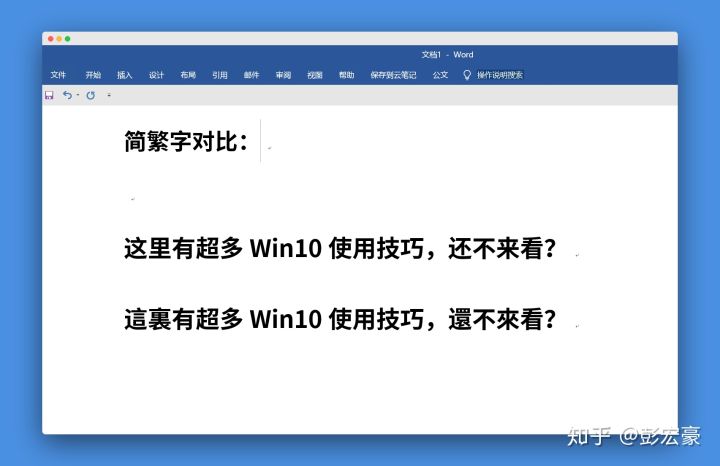 文档1 - Word
文件 开始 插入 设计 布局 引用 邮件 审阅 视图 帮助 保存到云笔记 公文 操作说明搜索
简繁字对比：
这里有超多 Win10 使用技巧，还不来看？
這裏有超多 Win10 使用技巧，還不來看？
知乎 @彭宏豪